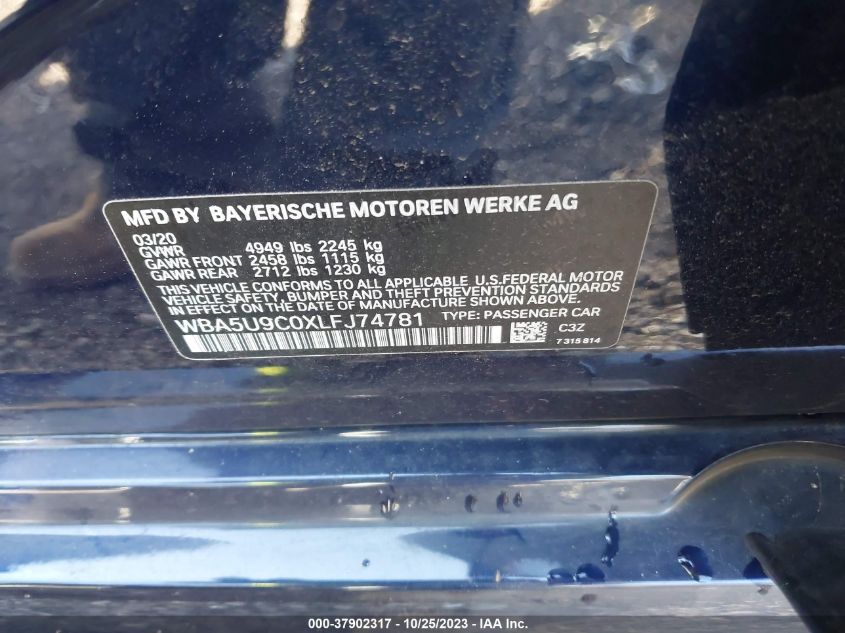 MFD BY BAYERISCHE MOTOREN WERKE AG
03/20
GVWR 4949 lbs 2245 kg
GAWR FRONT 2458 lbs 1115 kg
GAWR REAR 2712 lbs 1230 kg
THIS VEHICLE CONFORMS TO ALL APPLICABLE U.S.FEDERAL MOTOR
VEHICLE SAFETY, BUMPER AND THEFT PREVENTION STANDARDS
IN EFFECT ON THE DATE OF MANUFACTURE SHOWN ABOVE.
WBA5U9C0XLFJ74781 TYPE: PASSENGER CAR
C3Z
7 315 814
000-37902317 - 10/25/2023 - IAA Inc.